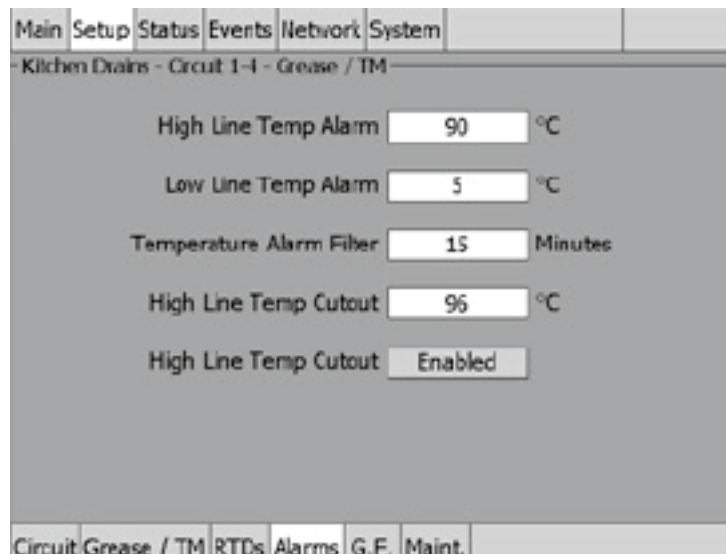 Main Setup Status Events Network System
Kitchen Drains - Circuit 1-4 - Grease / TM
High Line Temp Alarm 90 °C
Low Line Temp Alarm 5 °C
Temperature Alarm Filter 15 Minutes
High Line Temp Cutout 96 °C
High Line Temp Cutout Enabled
Circuit Grease / TM RTDs Alarms G.F. Maint.